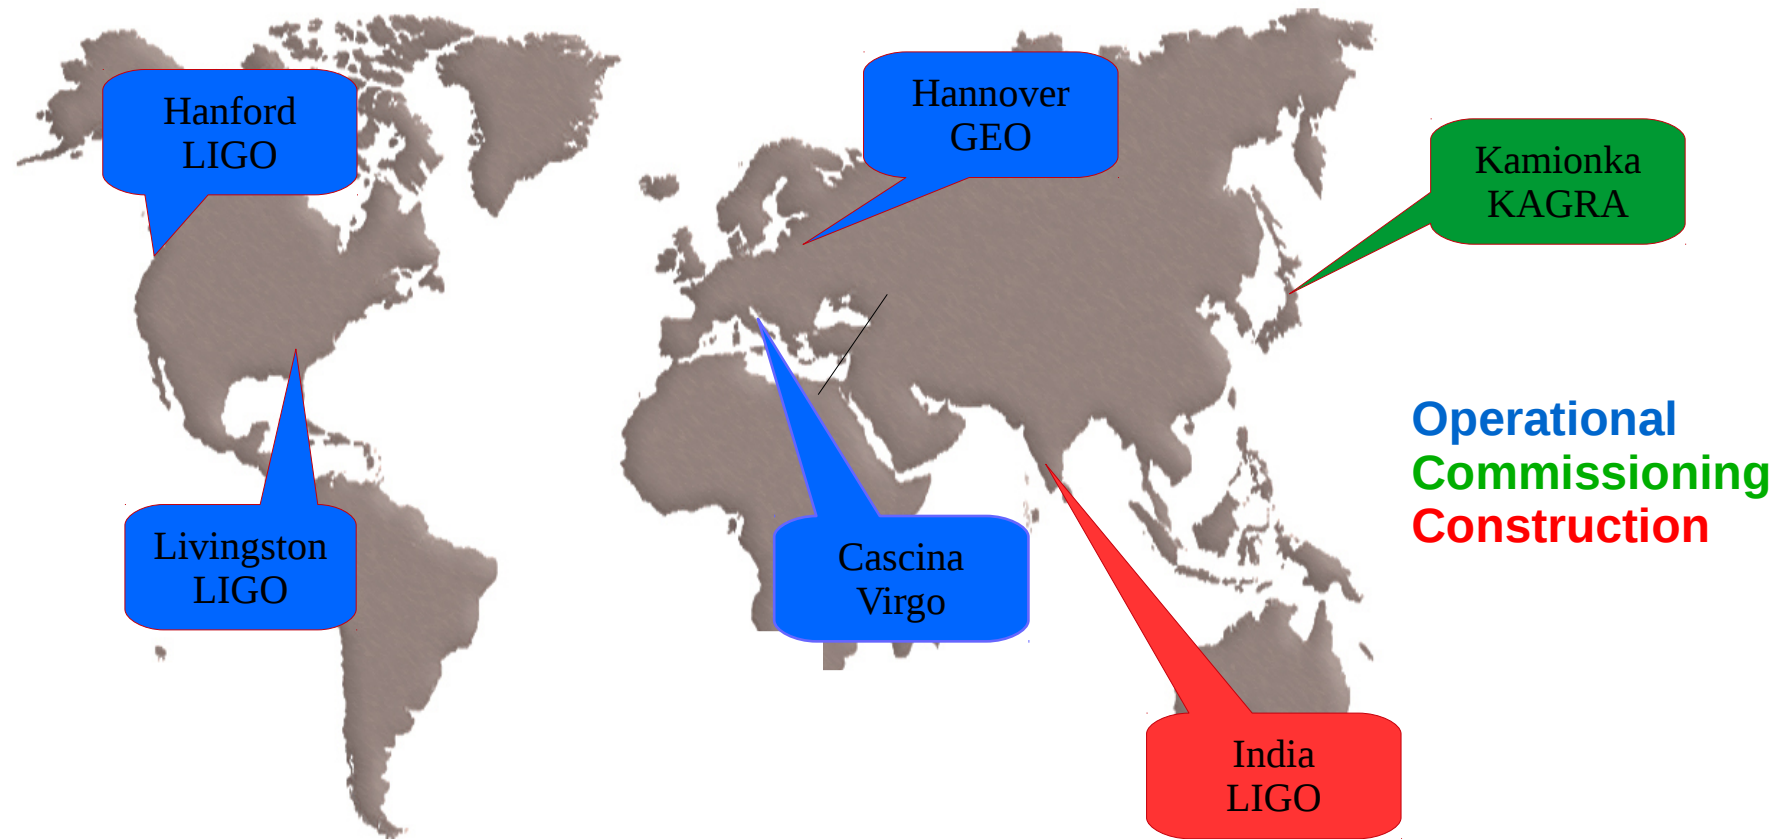 Hanford
LIGO
Hannover
GEO
Kamionka
KAGRA
Operational
Commissioning
Construction
Livingston
LIGO
Cascina
Virgo
India
LIGO